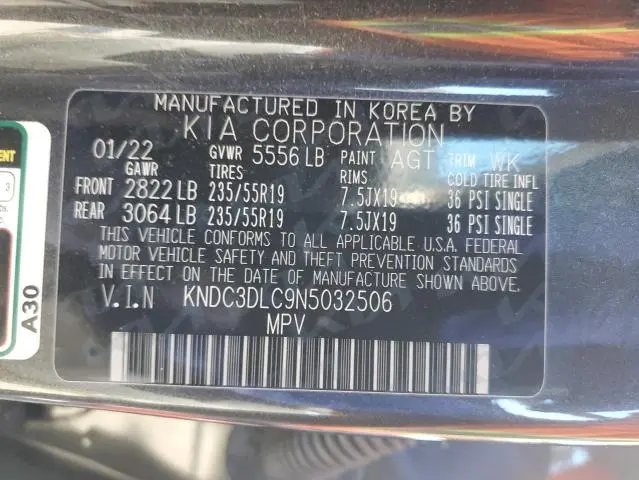 MANUFACTURED IN KOREA BY
KIA CORPORATION
01/22 GVWR 5556 LB PAINT AGT TRIM WK
GAWR TIRES RIMS COLD TIRE INFL
FRONT 2822 LB 235/55R19 7.5JX19 36 PSI SINGLE
REAR 3064 LB 235/55R19 7.5JX19 36 PSI SINGLE
THIS VEHICLE CONFORMS TO ALL APPLICABLE U.S.A. FEDERAL
MOTOR VEHICLE SAFETY AND THEFT PREVENTION STANDARDS
IN EFFECT ON THE DATE OF MANUFACTURE SHOWN ABOVE.
V.I.N KNDC3DLC9N5032506
MPV
3
A30